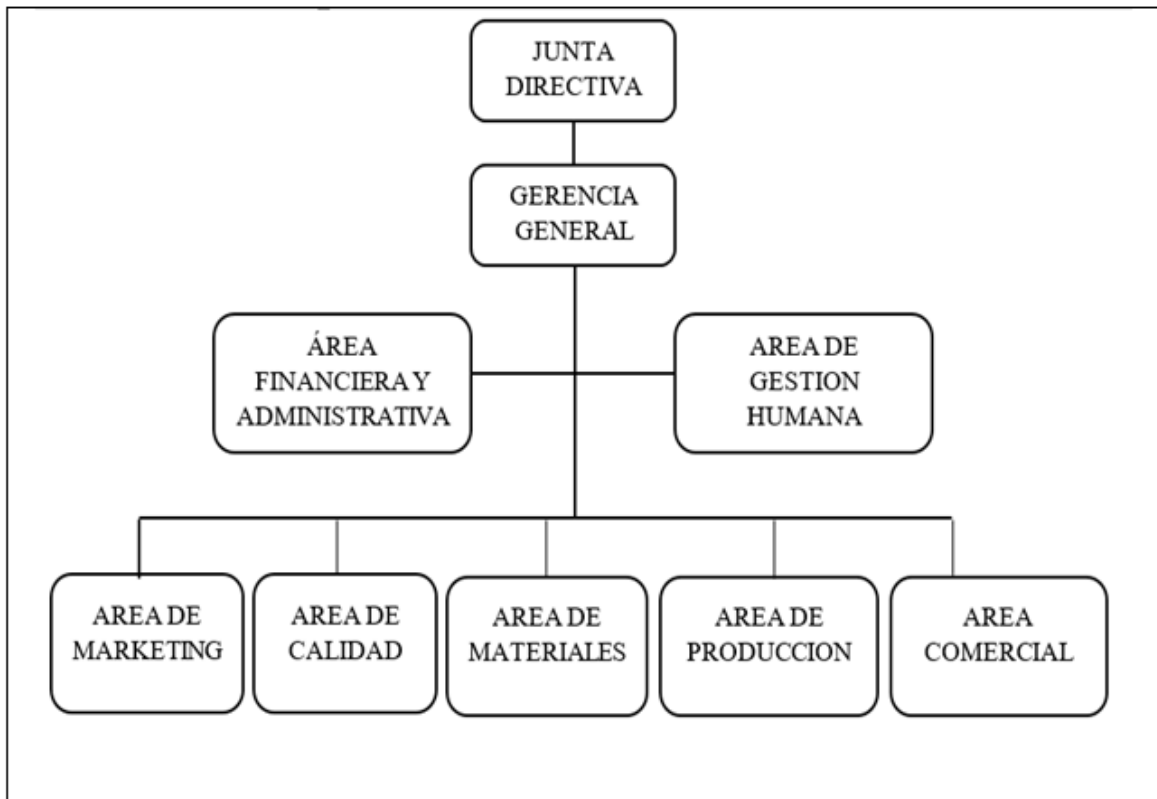 JUNTA
DIRECTIVA
GERENCIA
GENERAL
ÁREA
FINANCIERA Y
ADMINISTRATIVA
AREA DE
GESTION
HUMANA
AREA DE
MARKETING
AREA DE
CALIDAD
AREA DE
MATERIALES
AREA DE
PRODUCCION
AREA
COMERCIAL